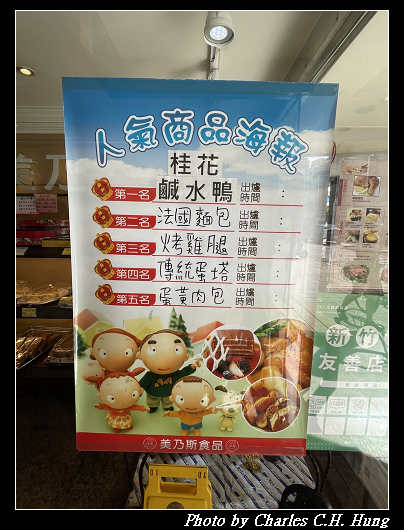 人氣商品海報
桂花
第一名 鹹水鴨 出爐時間 :
第二名 法國麵包 出爐時間 :
第三名 烤雞腿 出爐時間 :
第四名 傳統蛋塔 出爐時間 :
第五名 蛋黃肉包 出爐時間 :
美乃斯食品
美乃
新竹
友善店
Photo by Charles C.H. Hung